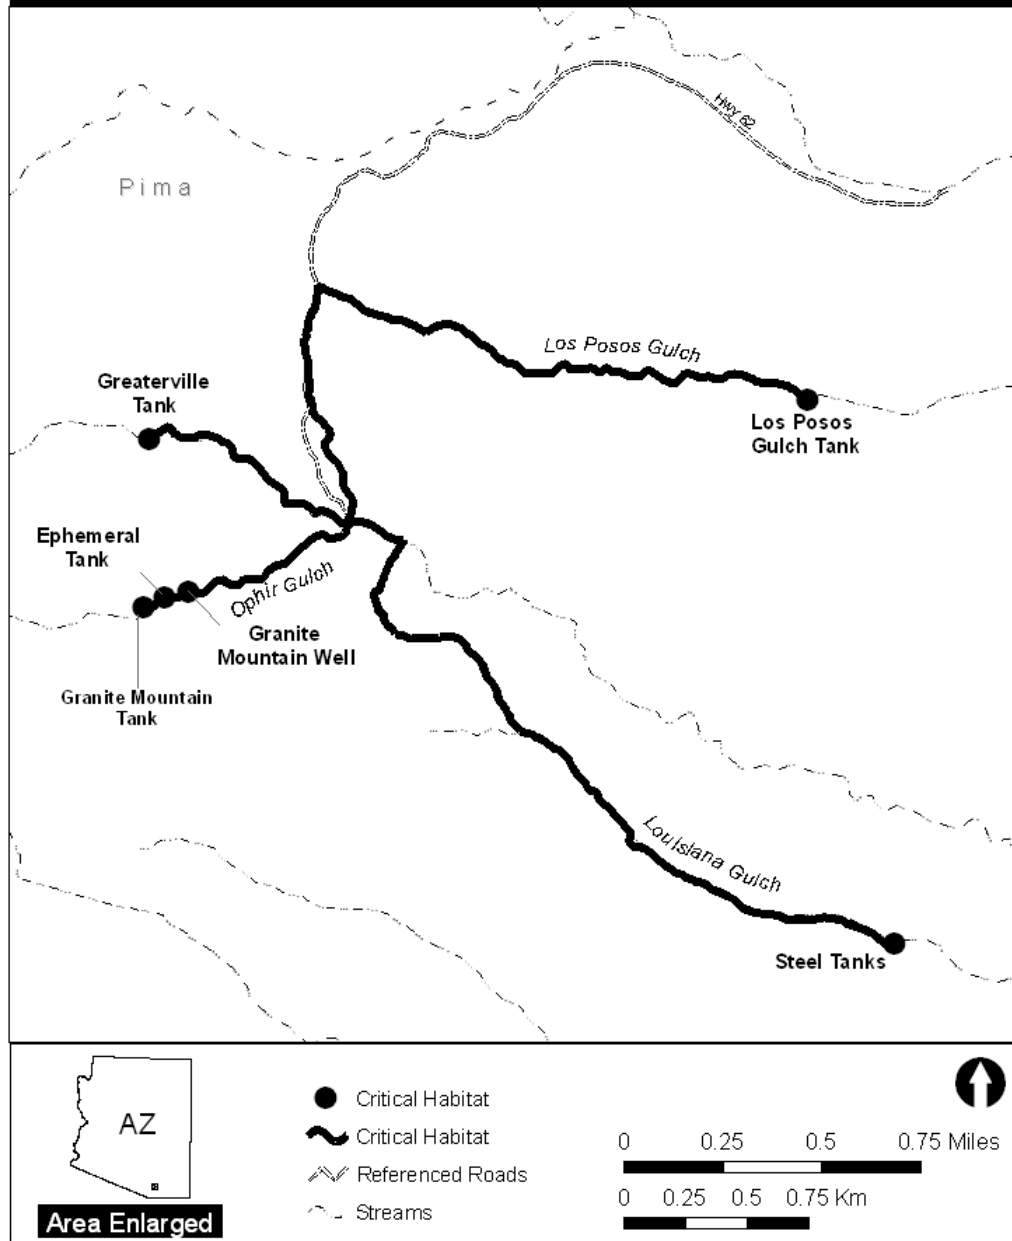 Hwy 62
Pima
Los Posos Gulch
Greaterville
Tank
Los Posos
Gulch Tank
Ephemeral
Tank
Ophir Gulch
Granite
Mountain Well
Granite Mountain
Tank
Louisiana Gulch
Steel Tanks
AZ
Area Enlarged
Critical Habitat
Critical Habitat
Referenced Roads
Streams
0 0.25 0.5 0.75 Miles
0 0.25 0.5 0.75 Km